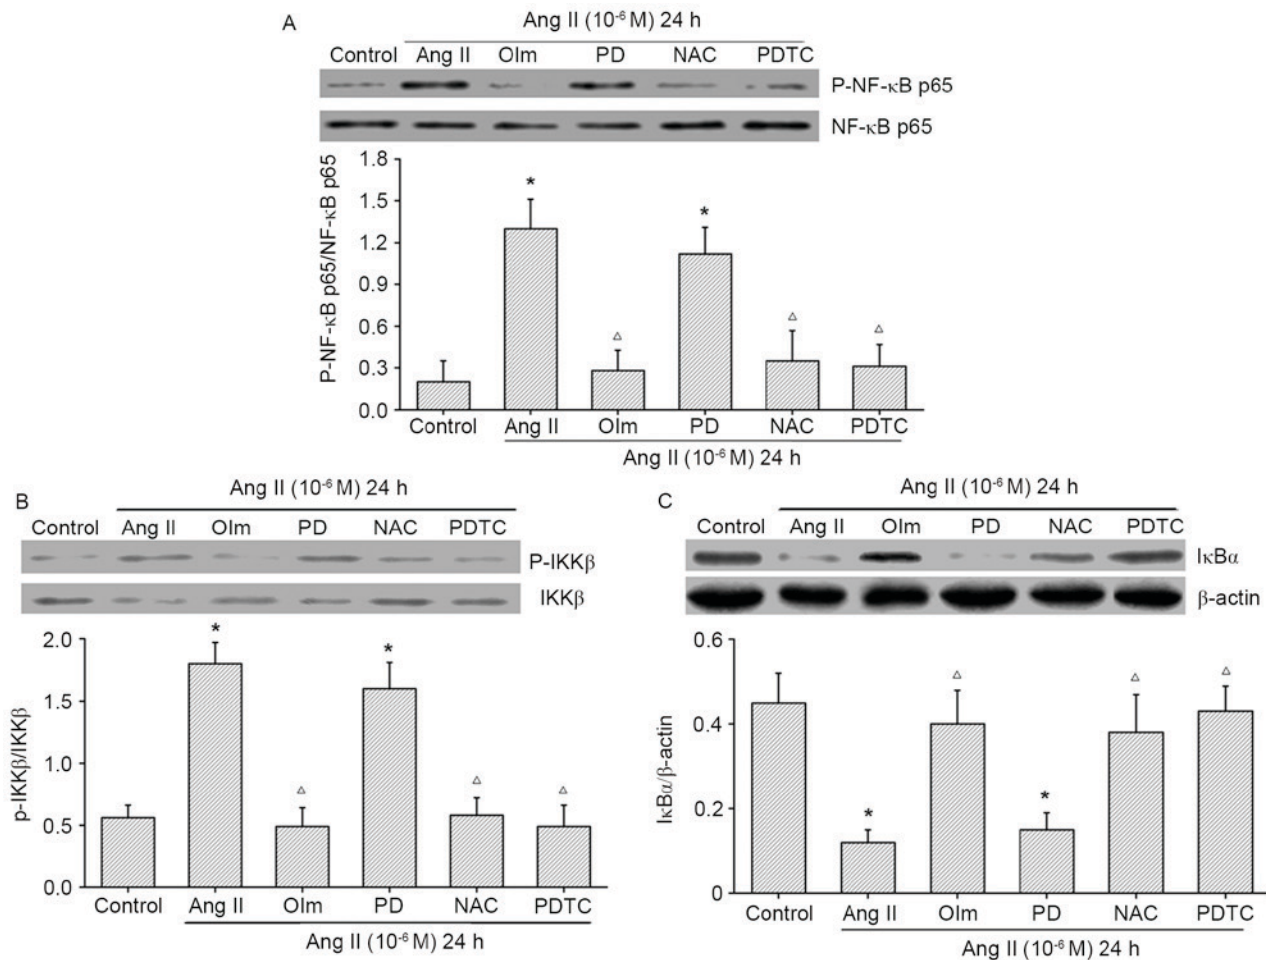 A
Ang II (10⁻⁶ M) 24 h
Control Ang II Olm PD NAC PDTC
P-NF-κB p65
NF-κB p65
P-NF-κB p65/NF-κB p65
1.8
1.5
1.2
0.9
0.6
0.3
0.0
* * △ △ △
Control Ang II Olm PD NAC PDTC
Ang II (10⁻⁶ M) 24 h
B
Ang II (10⁻⁶ M) 24 h
Control Ang II Olm PD NAC PDTC
P-IKKβ
IKKβ
p-IKKβ/IKKβ
2.0
1.5
1.0
0.5
0.0
* * △ △ △
Control Ang II Olm PD NAC PDTC
Ang II (10⁻⁶ M) 24 h
C
Ang II (10⁻⁶ M) 24 h
Control Ang II Olm PD NAC PDTC
IκBα
β-actin
IκBα/β-actin
0.6
0.4
0.2
0
△ △ △ * *
Control Ang II Olm PD NAC PDTC
Ang II (10⁻⁶ M) 24 h